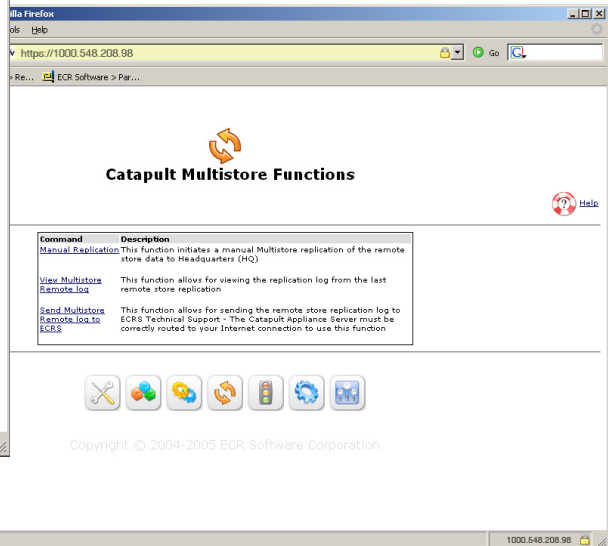 illa Firefox
ols Help
https://1000.548.208.98
Go
G
Re... ECR Software > Par...
Catapult Multistore Functions
Help
Command Description
Manual Replication This function initiates a manual Multistore replication of the remote
store data to Headquarters (HQ)
View Multistore This function allows for viewing the replication log from the last
Remote log remote store replication
Send Multistore This function allows for sending the remote store replication log to
Remote log to ECRS Technical Support - The Catapult Appliance Server must be
ECRS correctly routed to your Internet connection to use this function
Copyright © 2004-2005 ECR Software Corporation
1000.548.208.98